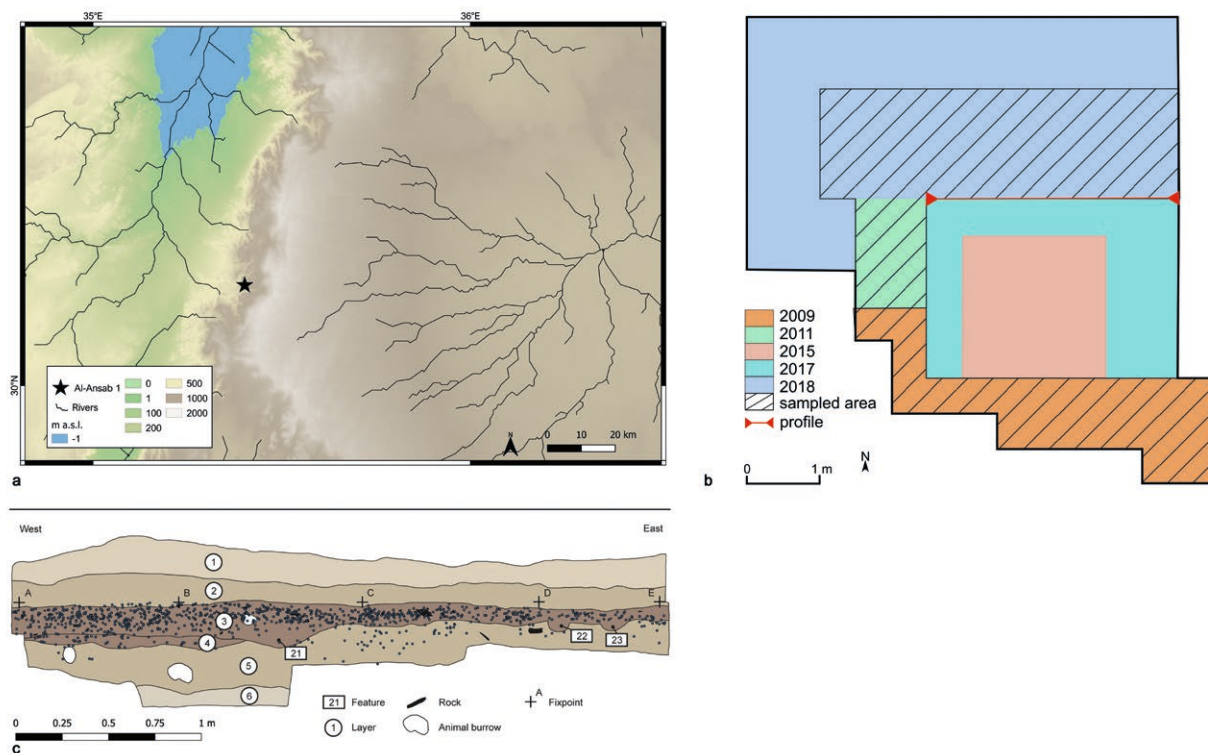 35°E 36°E
30°N
Al-Ansab 1
Rivers
m a.s.l.
-1
0
1
100
200
500
1000
2000
N
0 10 20 km
a
2009
2011
2015
2017
2018
sampled area
profile
0 1 m
N
b
West East
1
2
A B C D E
3
4
21 22 23
5
6
21 Feature Rock A Fixpoint
1 Layer Animal burrow
0 0.25 0.5 0.75 1 m
c